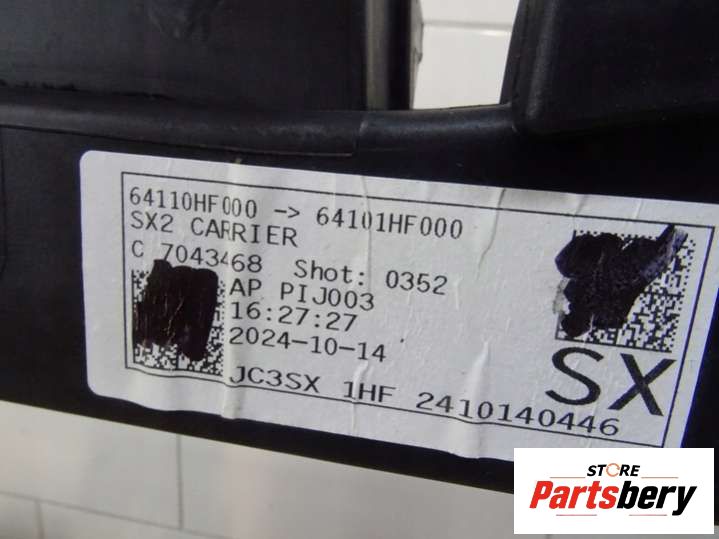 64110HF000 -> 64101HF000
SX2 CARRIER
C 7043468 Shot: 0352
AP PIJ003
16:27:27
2024-10-14
SX
JC3SX 1HF 2410140446
STORE
Partsbery